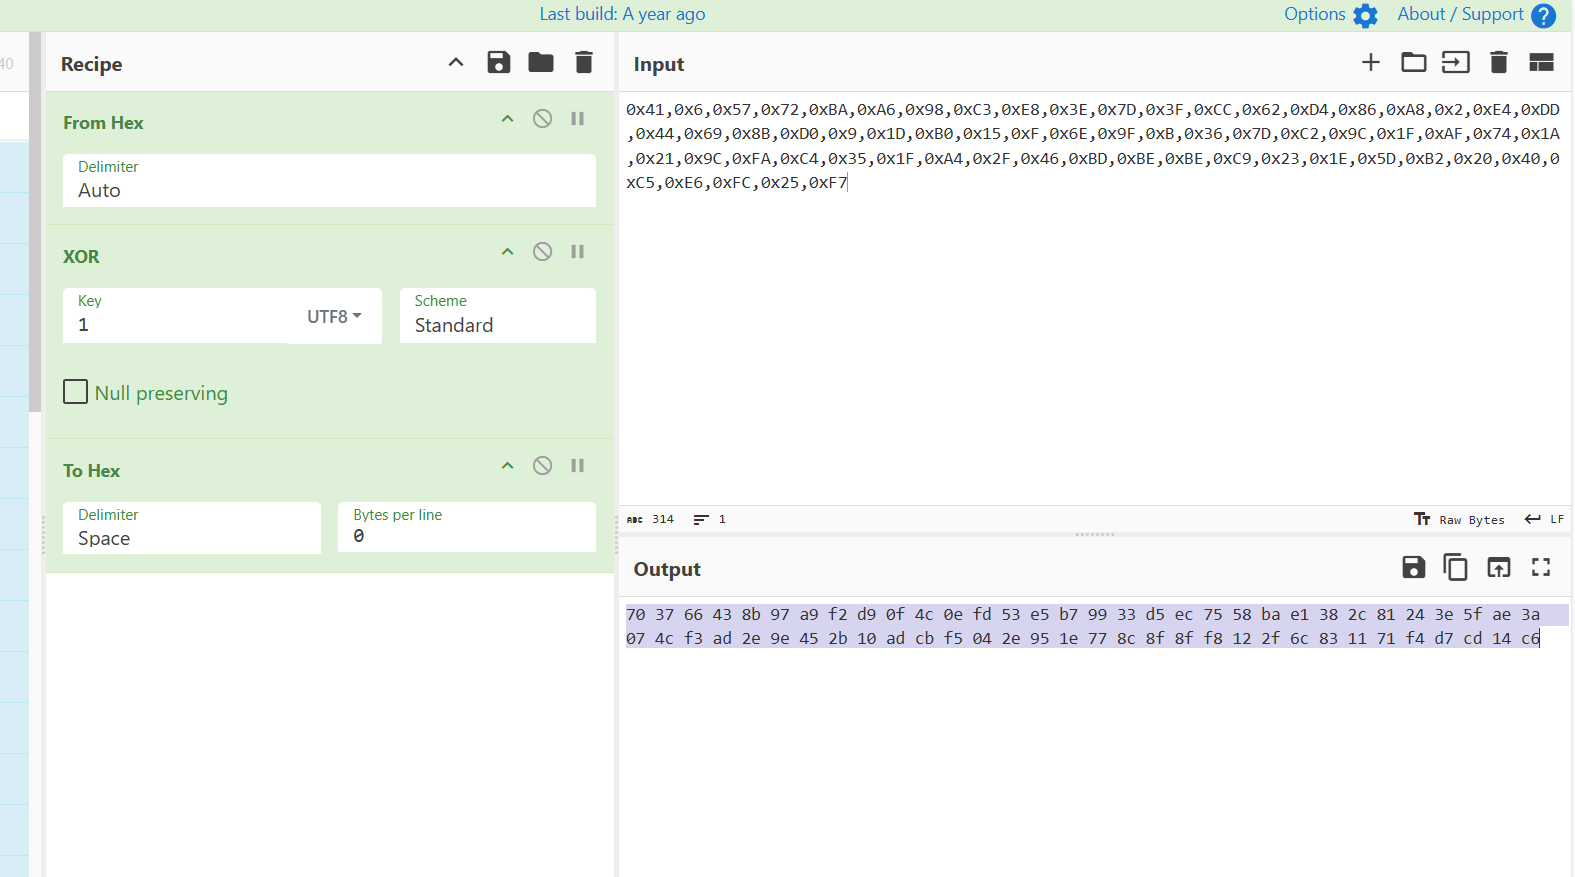 Last build: A year ago
Options
About / Support
40
Recipe
From Hex
Delimiter
Auto
XOR
Key
1
UTF8
Scheme
Standard
Null preserving
To Hex
Delimiter
Space
Bytes per line
0
Input
0x41,0x6,0x57,0x72,0xBA,0xA6,0x98,0xC3,0xE8,0x3E,0x7D,0x3F,0xCC,0x62,0xD4,0x86,0xA8,0x2,0xE4,0xDD
,0x44,0x69,0x8B,0xD0,0x9,0x1D,0xB0,0x15,0xF,0x6E,0x9F,0xB,0x36,0x7D,0xC2,0x9C,0x1F,0xAF,0x74,0x1A
,0x21,0x9C,0xFA,0xC4,0x35,0x1F,0xA4,0x2F,0x46,0xBD,0xBE,0xBE,0xC9,0x23,0x1E,0x5D,0xB2,0x20,0x40,0
xC5,0xE6,0xFC,0x25,0xF7
ABC 314
1
Tт Raw Bytes
LF
Output
70 37 66 43 8b 97 a9 f2 d9 0f 4c 0e fd 53 e5 b7 99 33 d5 ec 75 58 ba e1 38 2c 81 24 3e 5f ae 3a
07 4c f3 ad 2e 9e 45 2b 10 ad cb f5 04 2e 95 1e 77 8c 8f 8f f8 12 2f 6c 83 11 71 f4 d7 cd 14 c6